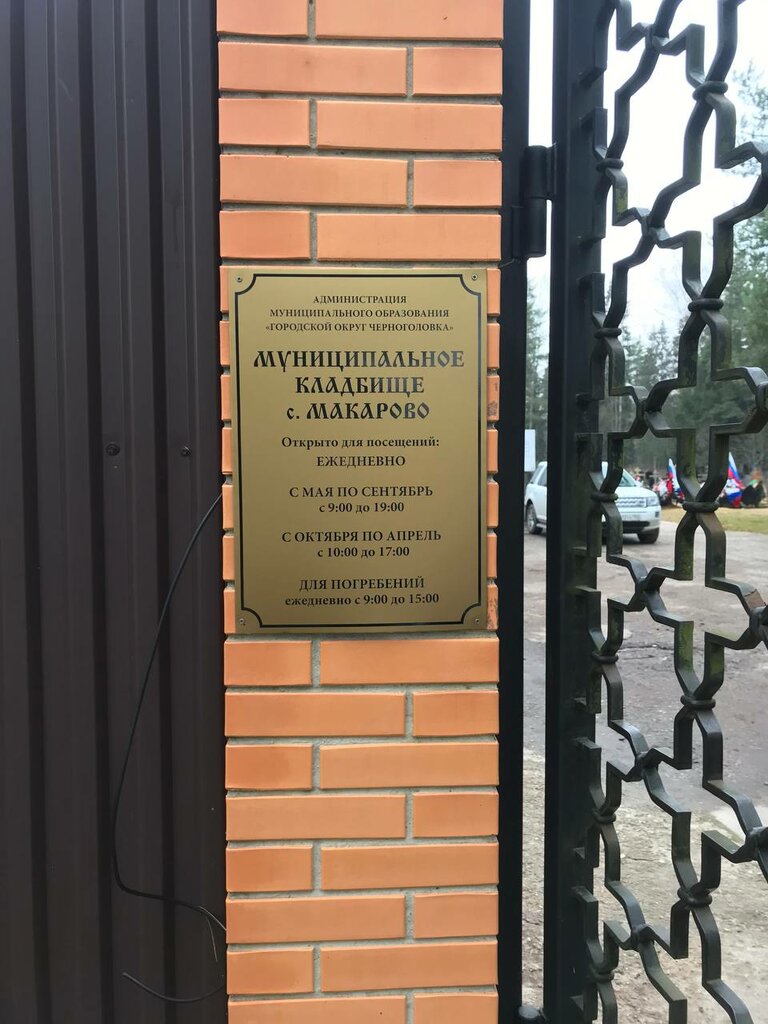 АДМИНИСТРАЦИЯ
МУНИЦИПАЛЬНОГО ОБРАЗОВАНИЯ
«ГОРОДСКОЙ ОКРУГ ЧЕРНОГОЛОВКА»
МУНИЦИПАЛЬНОЕ
КЛАДБИЩЕ
с. МАКАРОВО
Открыто для посещений:
ЕЖЕДНЕВНО
С МАЯ ПО СЕНТЯБРЬ
с 9:00 до 19:00
С ОКТЯБРЯ ПО АПРЕЛЬ
с 10:00 до 17:00
ДЛЯ ПОГРЕБЕНИЙ
ежедневно с 9:00 до 15:00